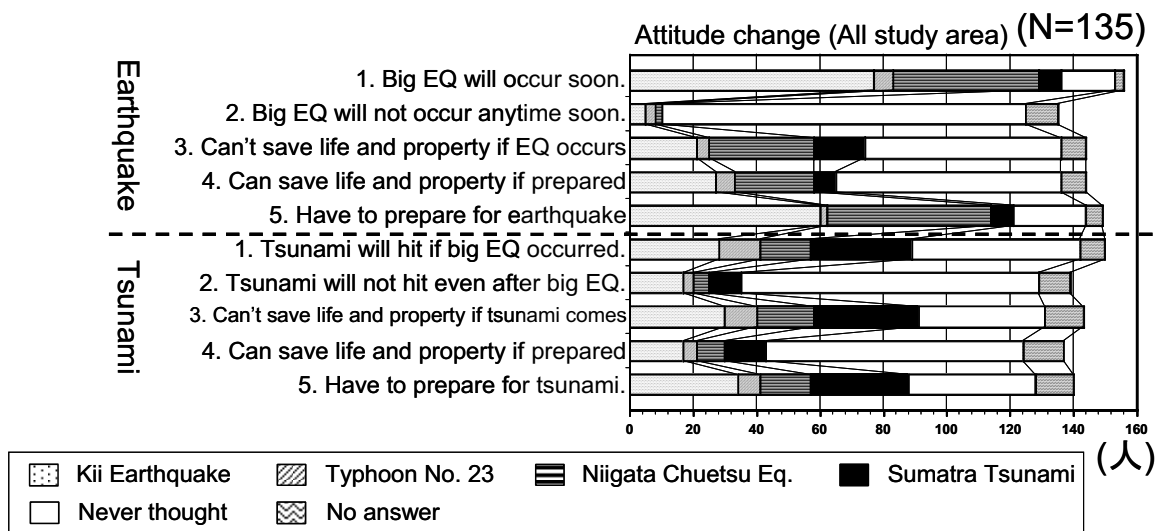 Attitude change (All study area) (N=135)
Earthquake
1. Big EQ will occur soon.
2. Big EQ will not occur anytime soon.
3. Can't save life and property if EQ occurs
4. Can save life and property if prepared
5. Have to prepare for earthquake
Tsunami
1. Tsunami will hit if big EQ occurred.
2. Tsunami will not hit even after big EQ.
3. Can't save life and property if tsunami comes
4. Can save life and property if prepared
5. Have to prepare for tsunami.
0 20 40 60 80 100 120 140 160
(人)
Kii Earthquake Typhoon No. 23 Niigata Chuetsu Eq. Sumatra Tsunami
Never thought No answer